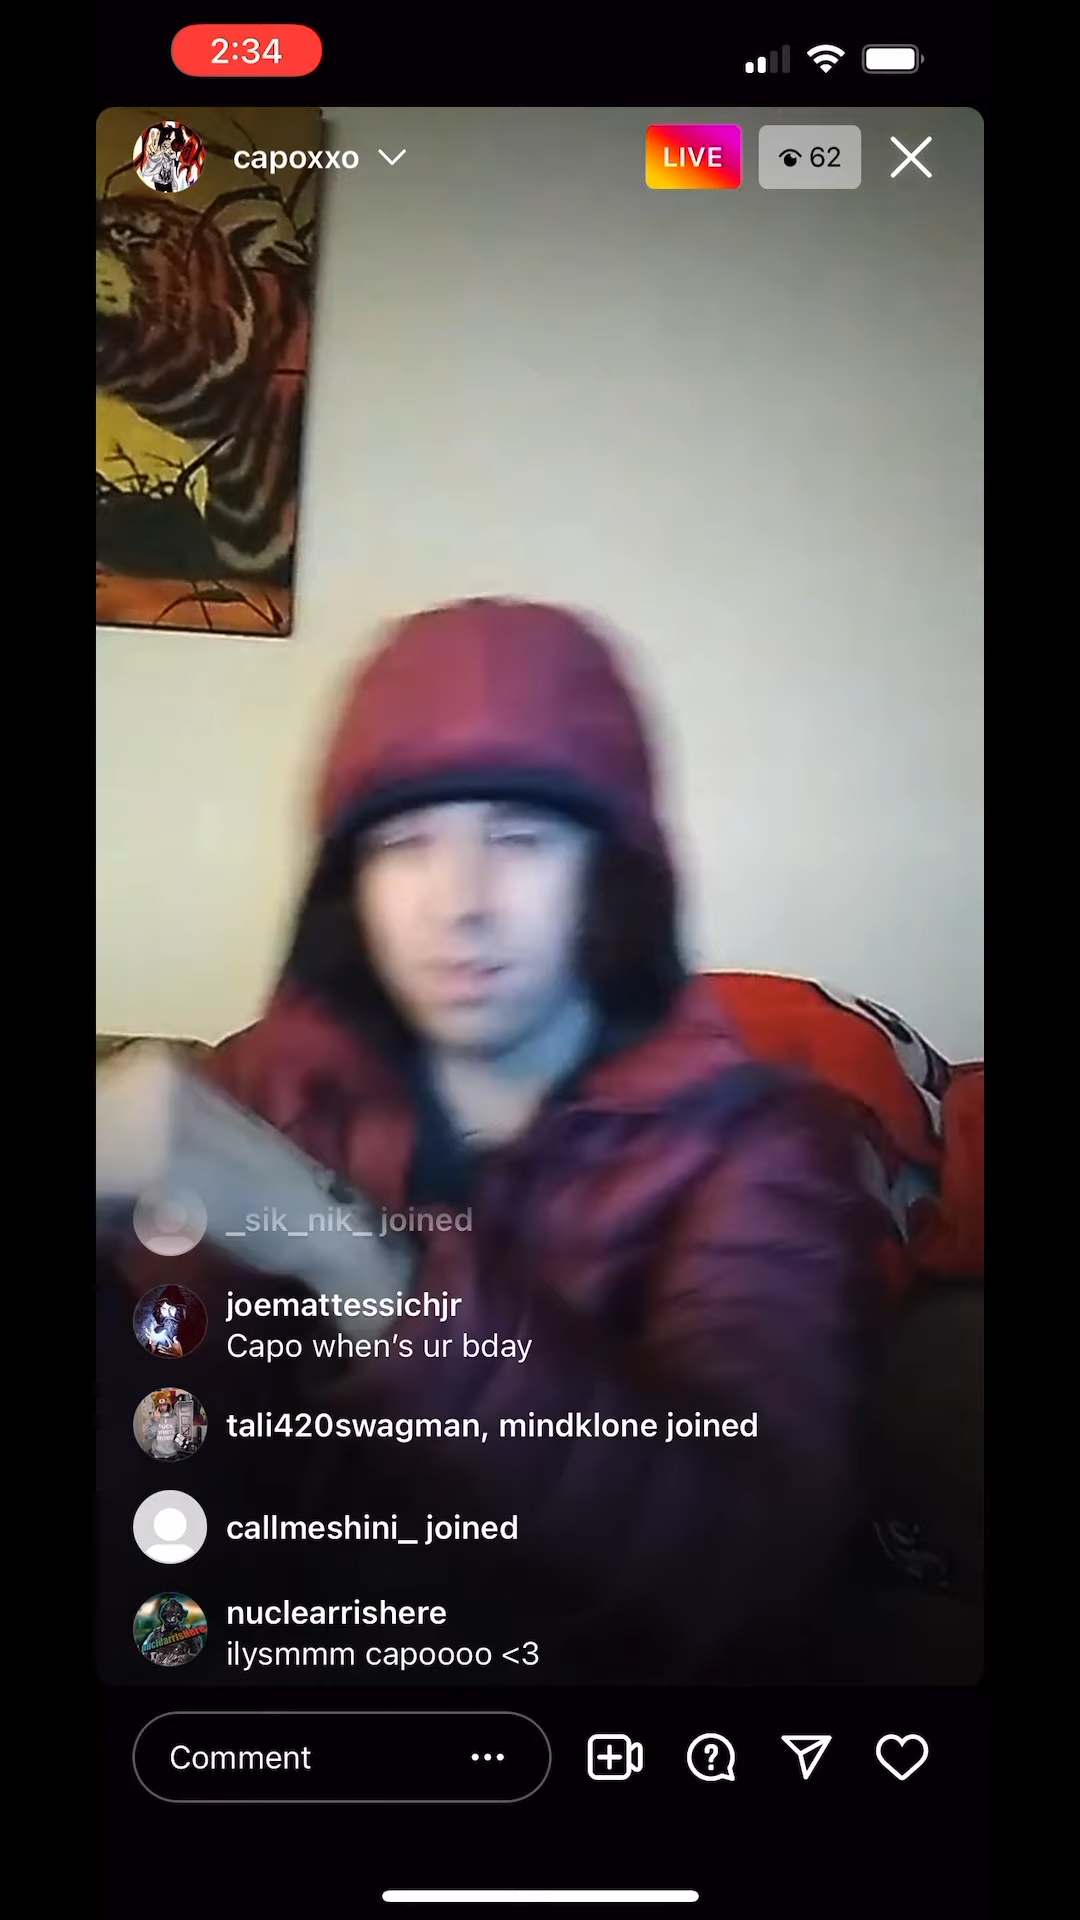 2:34
capoxxo
LIVE
62
_sik_nik_ joined
joemattessichjr
Capo when's ur bday
tali420swagman, mindklone joined
callmeshini_ joined
nuclearrishere
ilysmmm capoooo <3
Comment